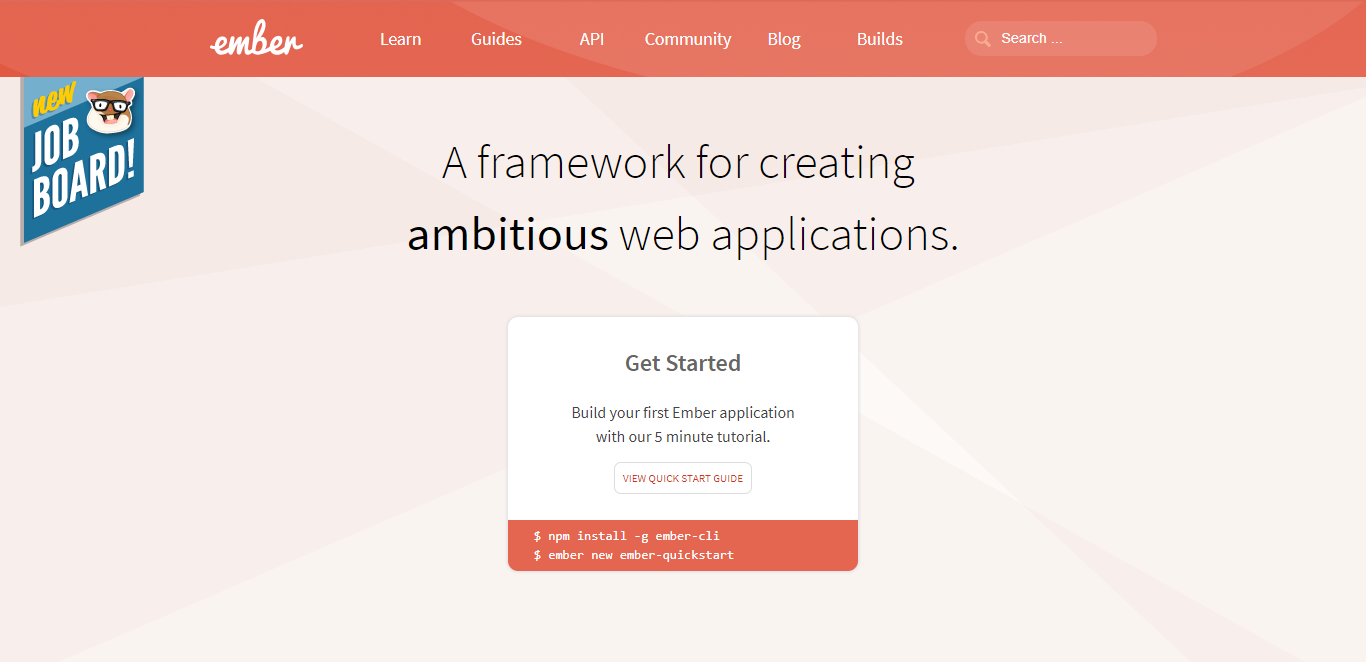 ember
Learn
Guides
API
Community
Blog
Builds
Search ...
new
JOB
BOARD!
A framework for creating
ambitious web applications.
Get Started
Build your first Ember application
with our 5 minute tutorial.
VIEW QUICK START GUIDE
$ npm install -g ember-cli
$ ember new ember-quickstart